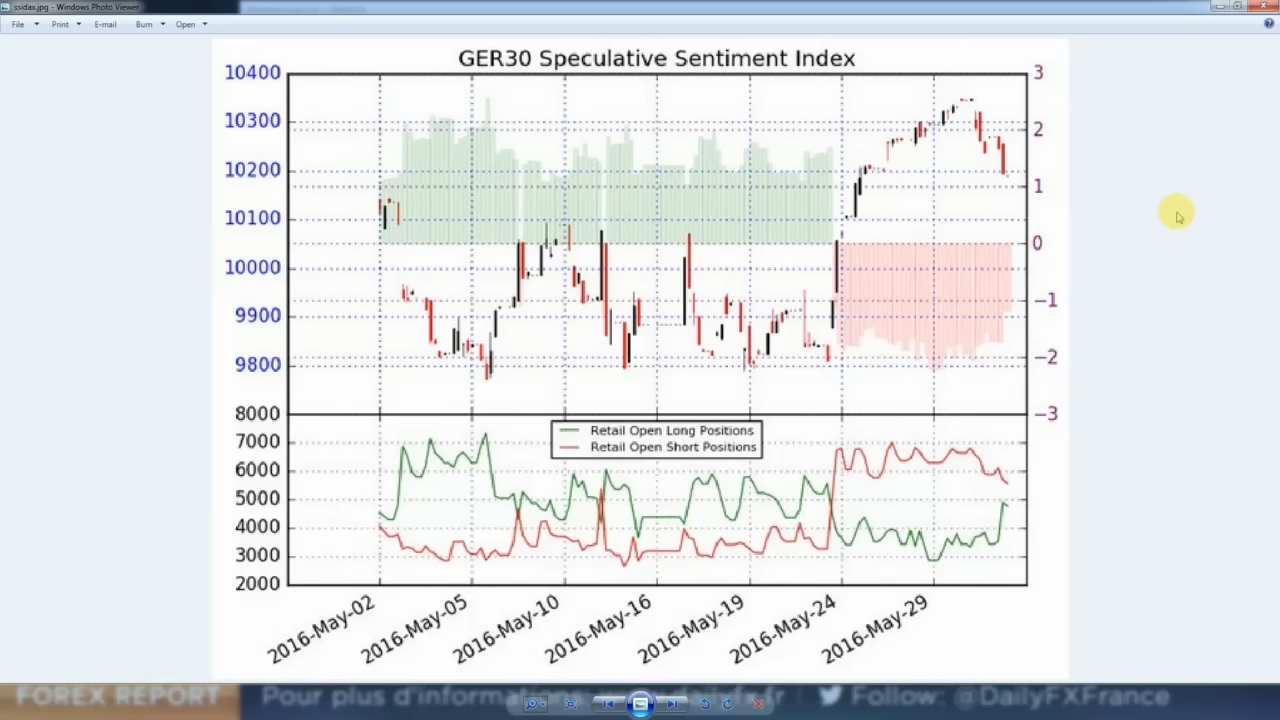 ssidax.jpg - Windows Photo Viewer
File Print E-mail Burn Open
GER30 Speculative Sentiment Index
10400
10300
10200
10100
10000
9900
9800
3
2
1
0
−1
−2
−3
8000
7000
6000
5000
4000
3000
2000
Retail Open Long Positions
Retail Open Short Positions
2016-May-02
2016-May-05
2016-May-10
2016-May-16
2016-May-19
2016-May-24
2016-May-29
FOREX REPORT
Pour plus d'informations
Follow: @DailyFXFrance